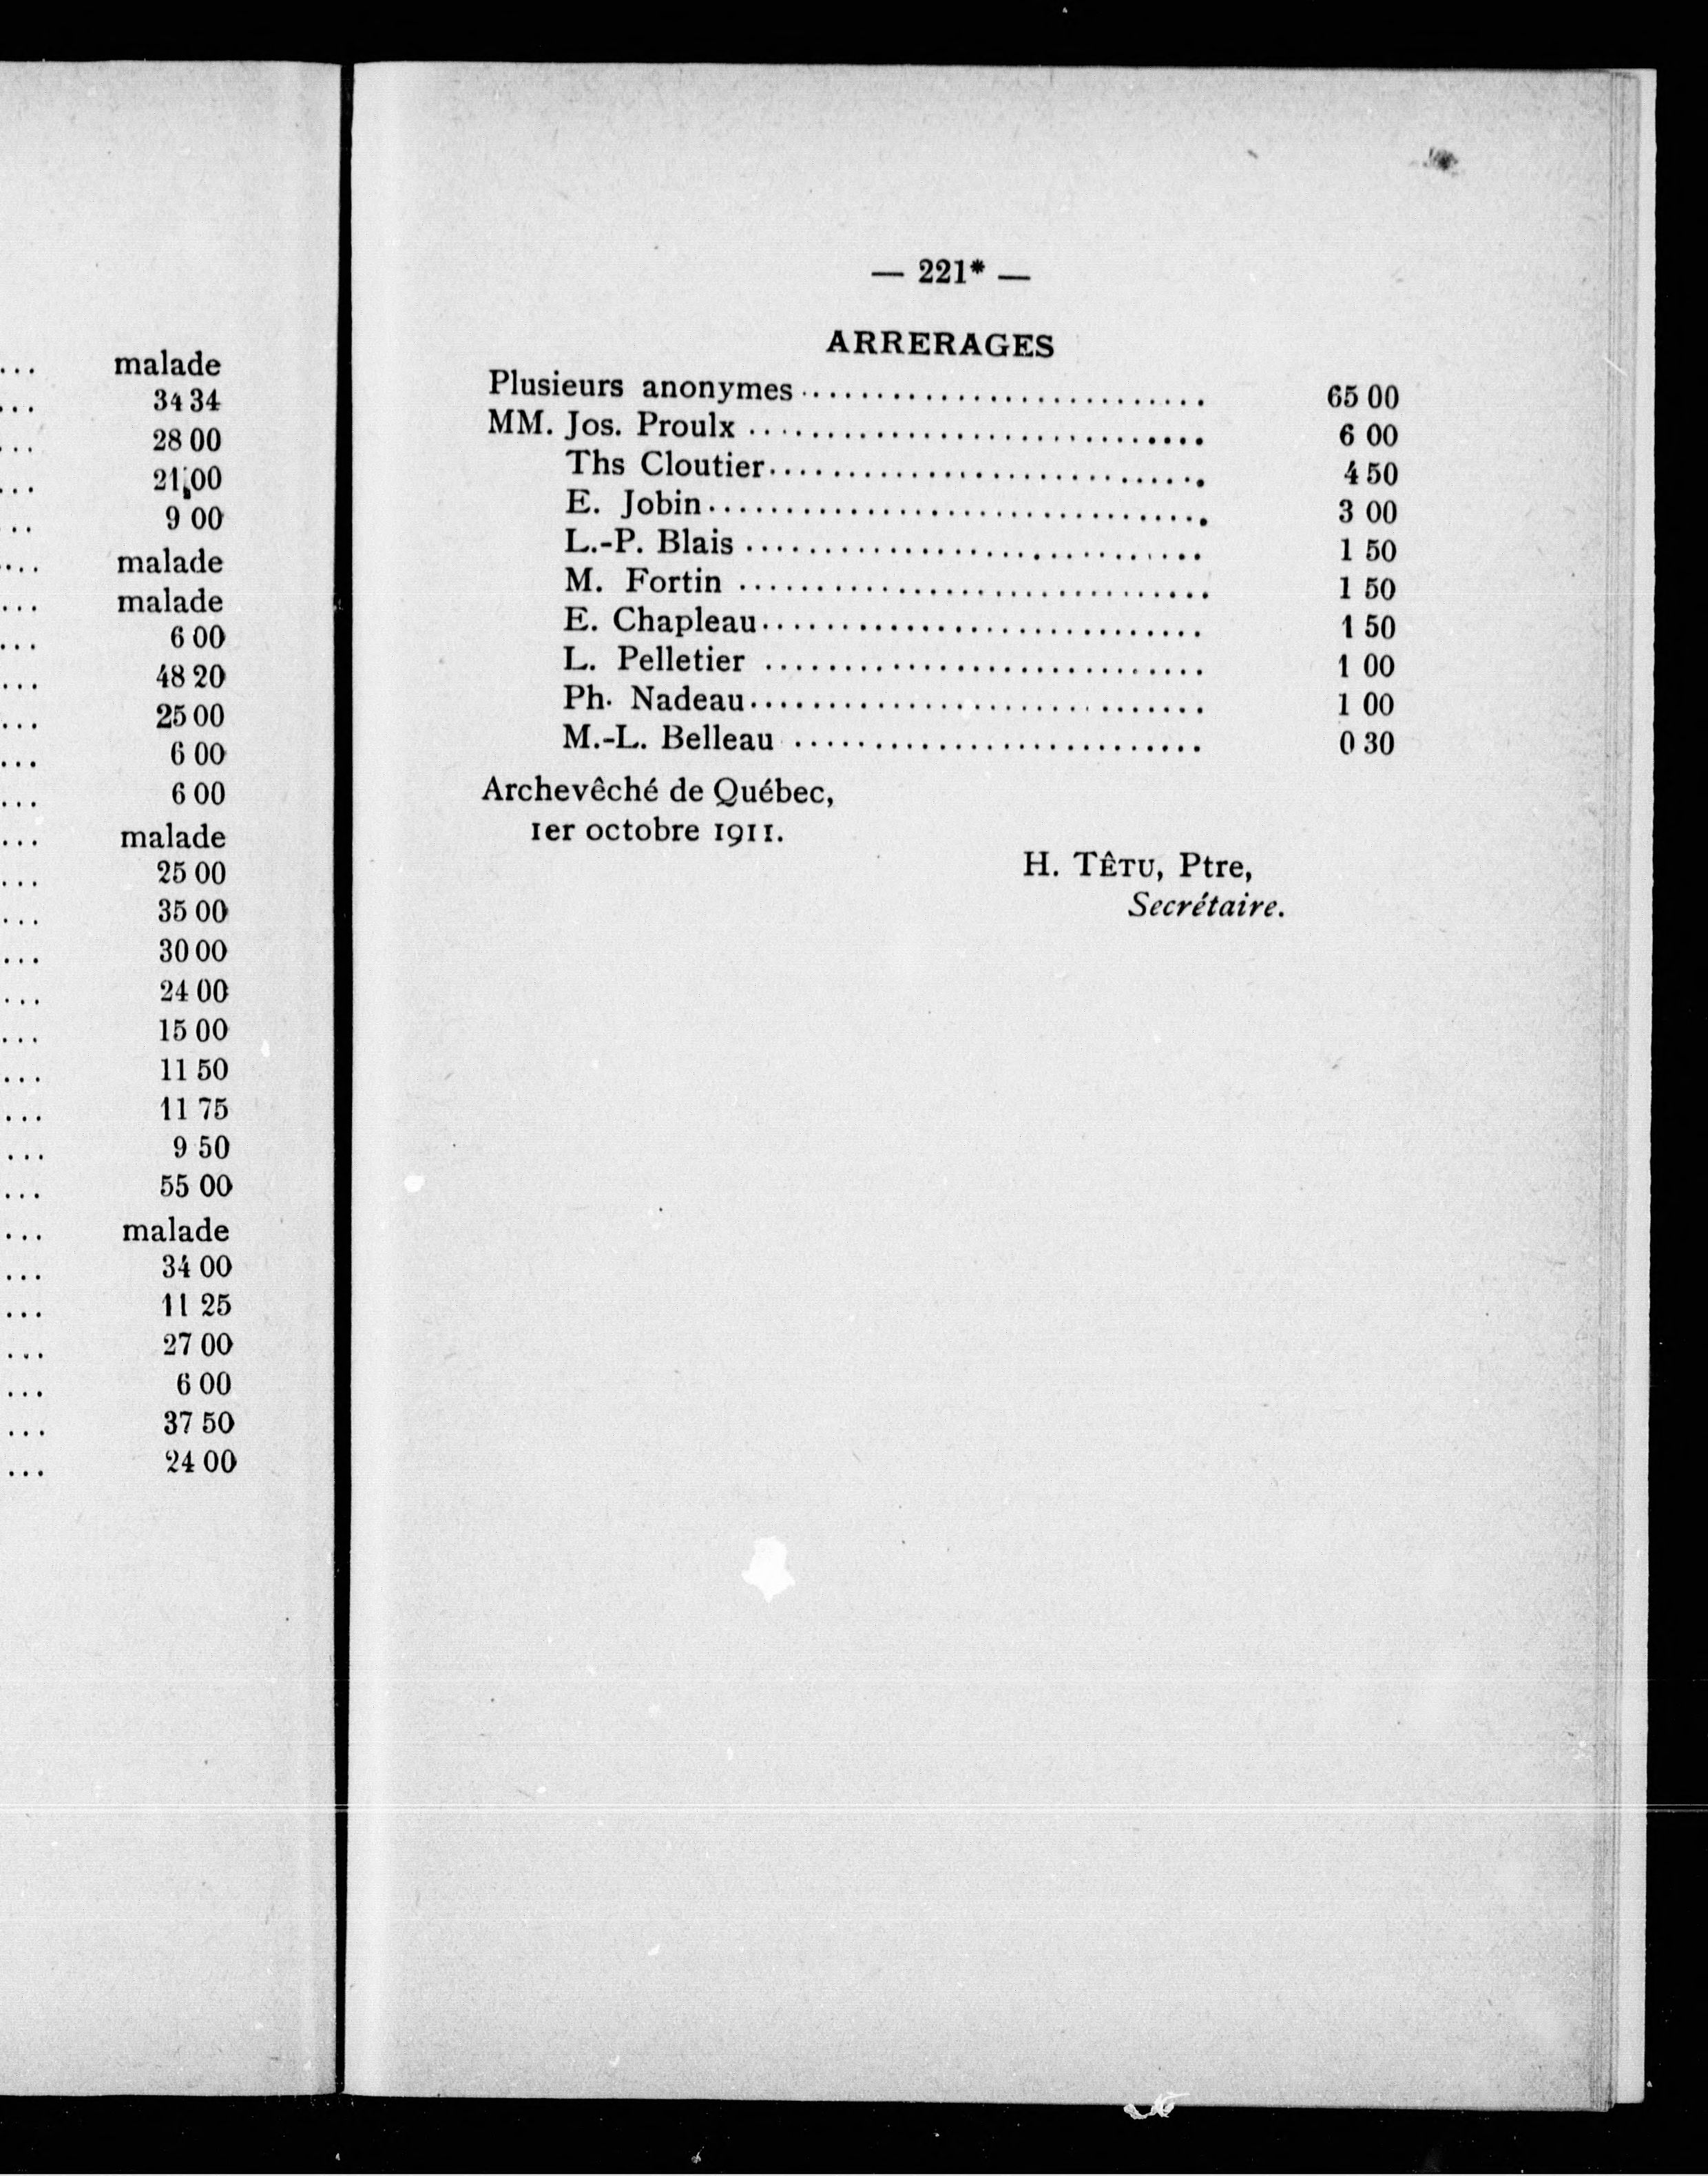 ... malade
... 34 34
... 28 00
... 21 00
.. 9 00
.... malade
... malade
... 6 00
... 48 20
... 25 00
... 6 00
... 6 00
... malade
... 25 00
... 35 00
... 30 00
... 24 00
... 15 00
... 11 50
... 11 75
... 9 50
... 55 00
... malade
... 34 00
... 11 25
... 27 00
... 6 00
... 37 50
... 24 00
— 221* —
ARRERAGES
Plusieurs anonymes .......................... 65 00
MM. Jos. Proulx ............................. 6 00
Ths Cloutier............................ 4 50
E. Jobin................................ 3 00
L.-P. Blais ............................. 1 50
M. Fortin .............................. 1 50
E. Chapleau............................ 1 50
L. Pelletier ............................ 1 00
Ph. Nadeau............................. 1 00
M.-L. Belleau .......................... 0 30
Archevêché de Québec,
1er octobre 1911.
H. TÊTU, Ptre,
Secrétaire.